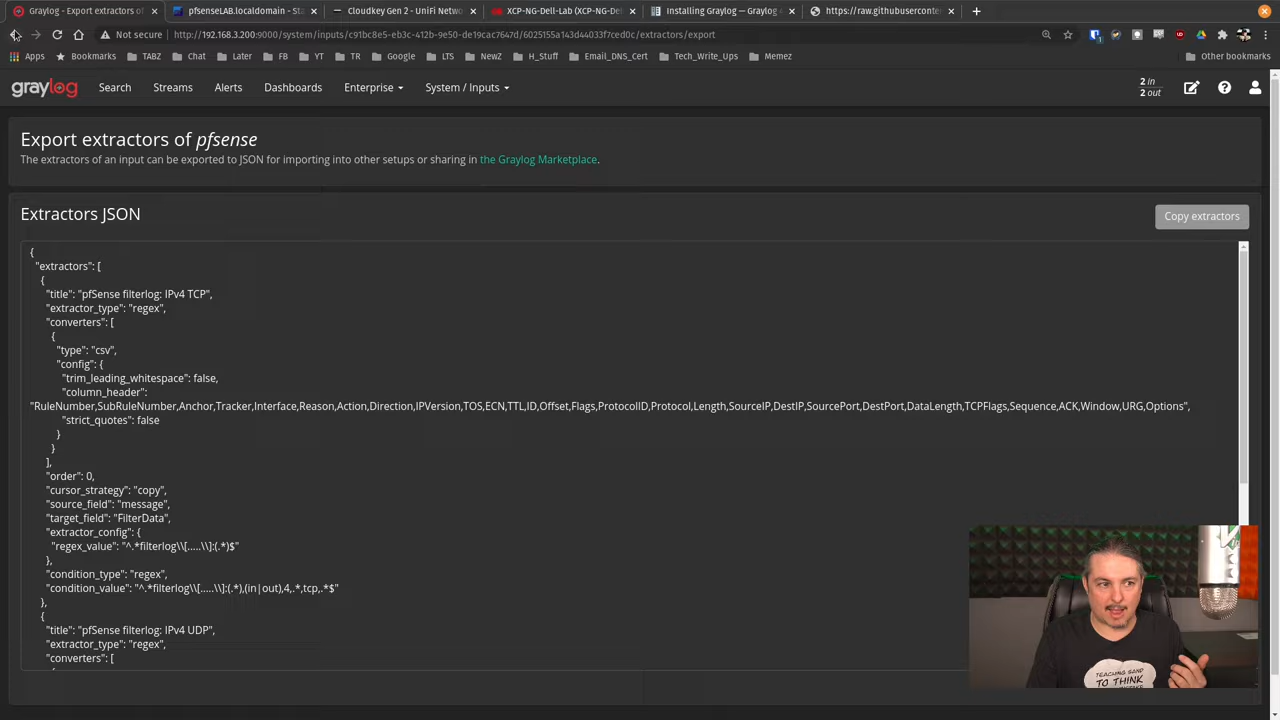 Graylog - Export extractors of
pfsenseLAB.localdomain - Sta
Cloudkey Gen 2 - UniFi Netwo
XCP-NG-Dell-Lab (XCP-NG-De
Installing Graylog — Graylog
https://raw.githubuserconte
Not secure
http://192.168.3.200:9000/system/inputs/c91bc8e5-eb3c-412b-9e50-de19cac7647d/6025155a143d44033f7ced0c/extractors/export
Apps
Bookmarks
TABZ
Chat
Later
FB
YT
TR
Google
LTS
NewZ
H_Stuff
Email_DNS_Cert
Tech_Write_Ups
Memez
Other bookmarks
graylog
Search
Streams
Alerts
Dashboards
Enterprise
System / Inputs
2 in
2 out
Export extractors of pfsense
The extractors of an input can be exported to JSON for importing into other setups or sharing in the Graylog Marketplace.
Extractors JSON
Copy extractors
{
"extractors": [
{
"title": "pfSense filterlog: IPv4 TCP",
"extractor_type": "regex",
"converters": [
{
"type": "csv",
"config": {
"trim_leading_whitespace": false,
"column_header":
"RuleNumber,SubRuleNumber,Anchor,Tracker,Interface,Reason,Action,Direction,IPVersion,TOS,ECN,TTL,ID,Offset,Flags,ProtocolID,Protocol,Length,SourceIP,DestIP,SourcePort,DestPort,DataLength,TCPFlags,Sequence,ACK,Window,URG,Options",
"strict_quotes": false
}
}
],
"order": 0,
"cursor_strategy": "copy",
"source_field": "message",
"target_field": "FilterData",
"extractor_config": {
"regex_value": "^.*filterlog\\[.....\\]:(.*)$"
},
"condition_type": "regex",
"condition_value": "^.*filterlog\\[.....\\]:(.*),(in|out),4,.*,tcp,.*$"
},
{
"title": "pfSense filterlog: IPv4 UDP",
"extractor_type": "regex",
"converters": [
TEACHING SAND
TO THINK